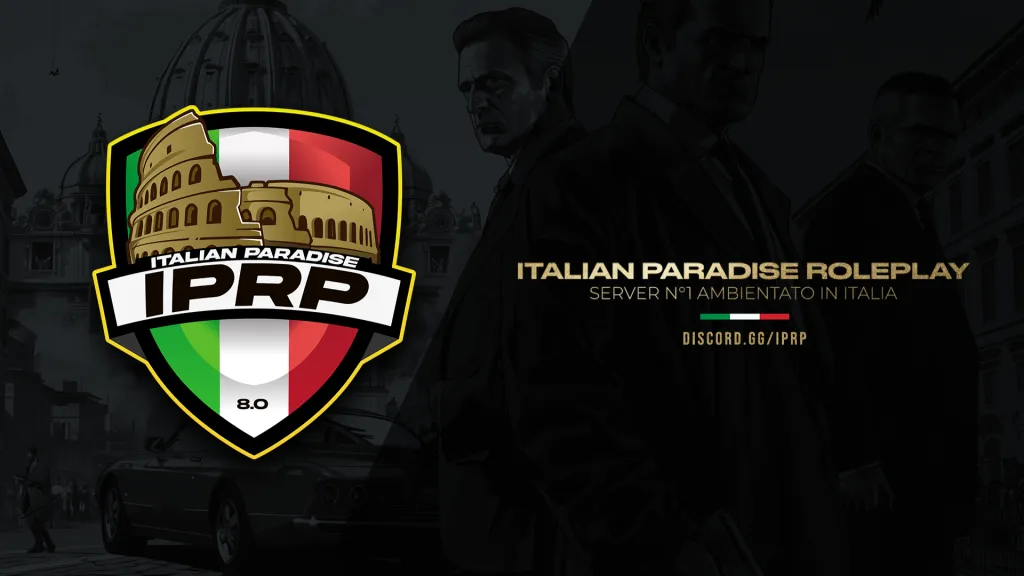 ITALIAN PARADISE
IPRP
8.0
ITALIAN PARADISE ROLEPLAY
SERVER N°1 AMBIENTATO IN ITALIA
DISCORD.GG/IPRP